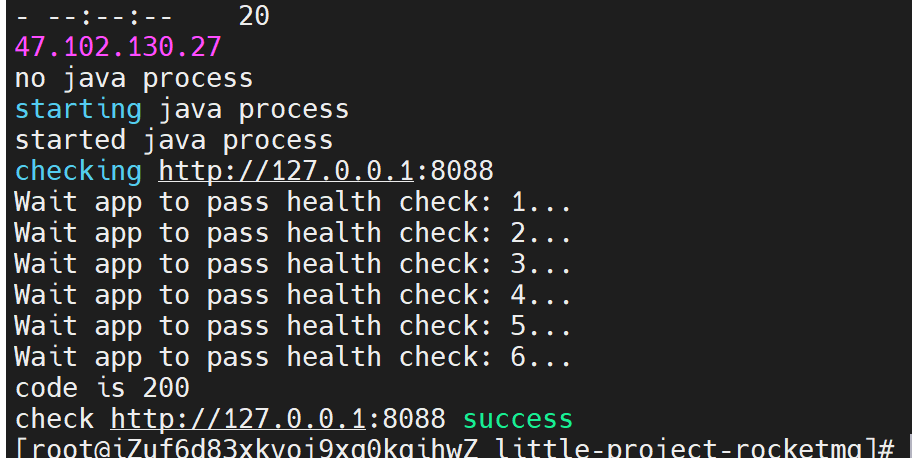 - --:--:-- 20
47.102.130.27
no java process
starting java process
started java process
checking http://127.0.0.1:8088
Wait app to pass health check: 1...
Wait app to pass health check: 2...
Wait app to pass health check: 3...
Wait app to pass health check: 4...
Wait app to pass health check: 5...
Wait app to pass health check: 6...
code is 200
check http://127.0.0.1:8088 success
little-project-rocketmq]#